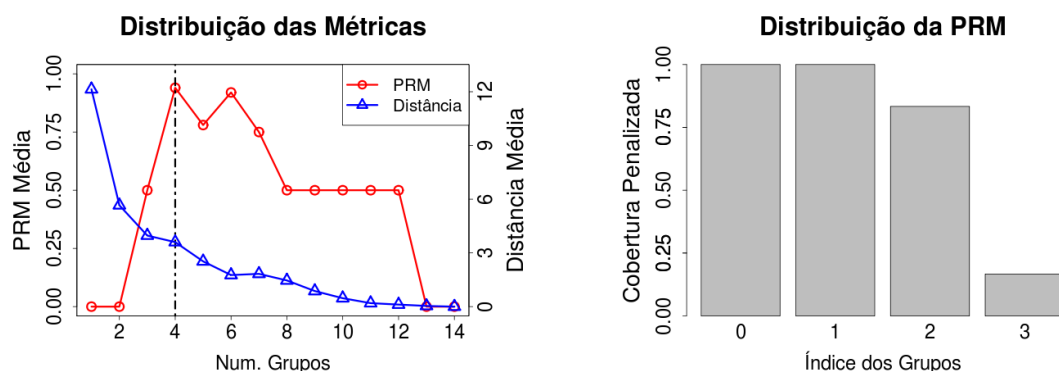 Distribuição das Métricas
PRM Média
1.00
0.75
0.50
0.25
0.00
PRM
Distância
12
9
6
3
0
Distância Média
2 4 6 8 10 12 14
Num. Grupos
Distribuição da PRM
Cobertura Penalizada
1.00
0.75
0.50
0.25
0.00
0 1 2 3
Índice dos Grupos